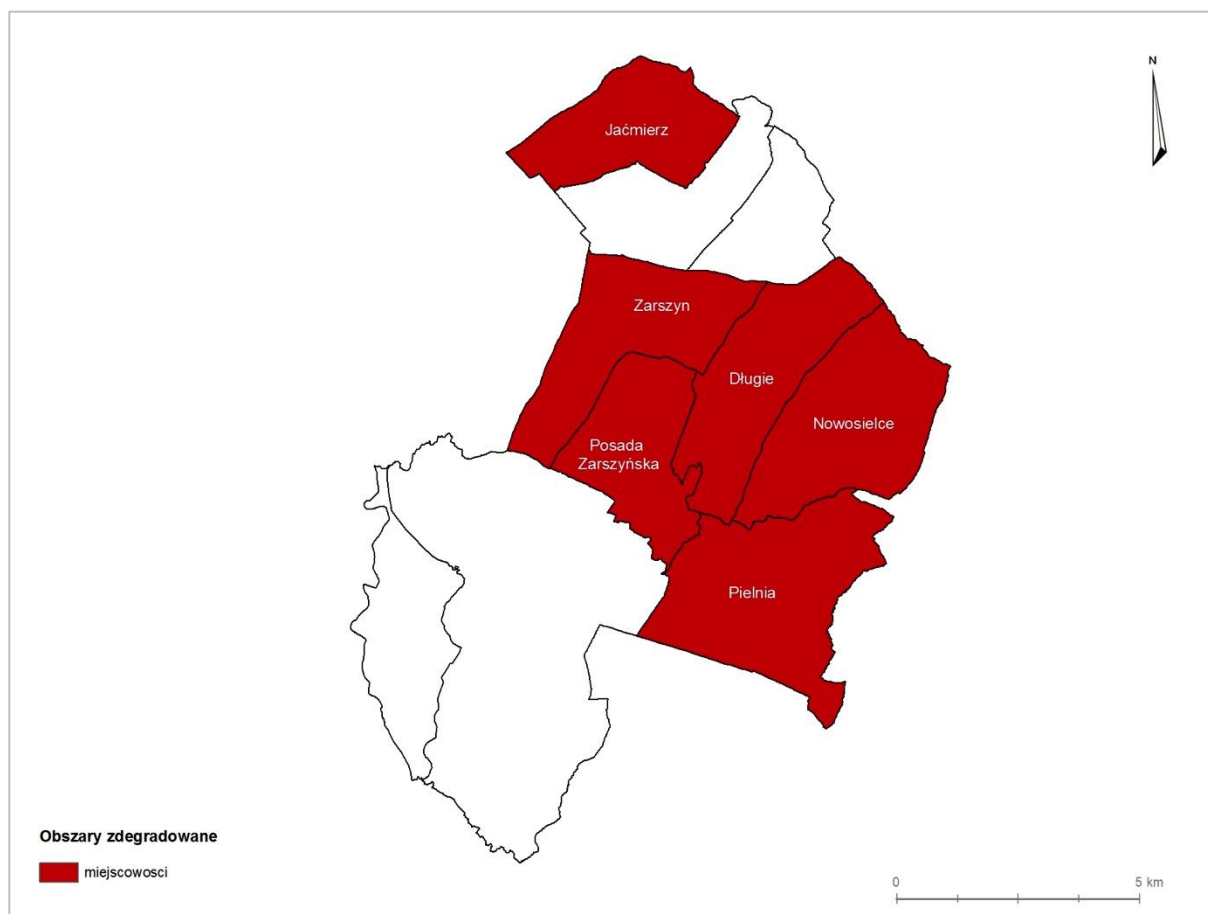 N
Jaćmierz
Zarszyn
Długie
Nowosielce
Posada
Zarszyńska
Pielnia
Obszary zdegradowane
miejscowosci
0 5 km